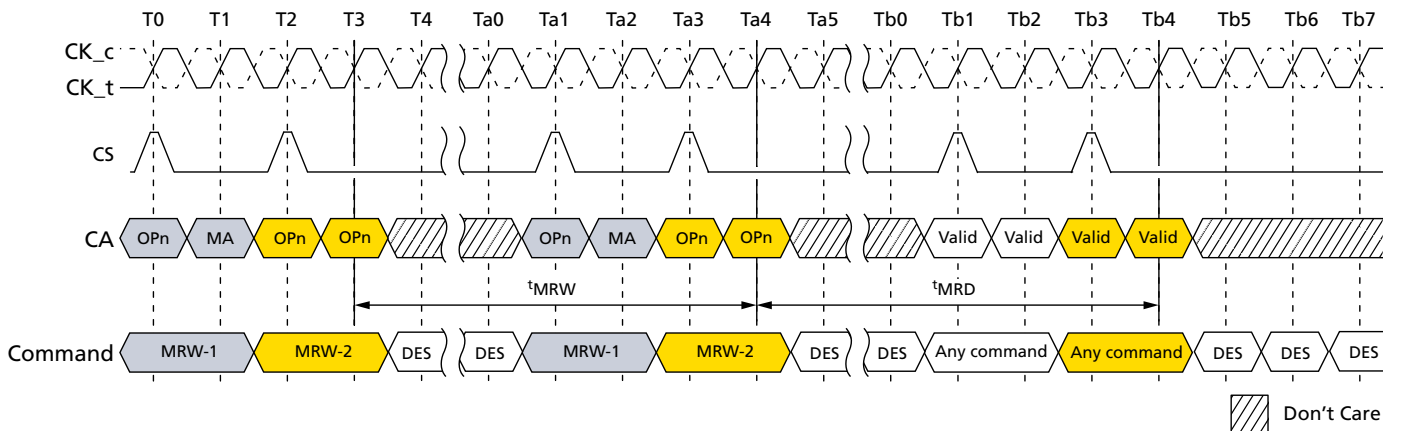 T0 T1 T2 T3 T4 Ta0 Ta1 Ta2 Ta3 Ta4 Ta5 Tb0 Tb1 Tb2 Tb3 Tb4 Tb5 Tb6 Tb7
CK_c
CK_t
CS
CA OPn MA OPn OPn OPn MA OPn OPn Valid Valid Valid Valid
tMRW tMRD
Command MRW-1 MRW-2 DES DES MRW-1 MRW-2 DES DES Any command Any command DES DES DES
Don't Care